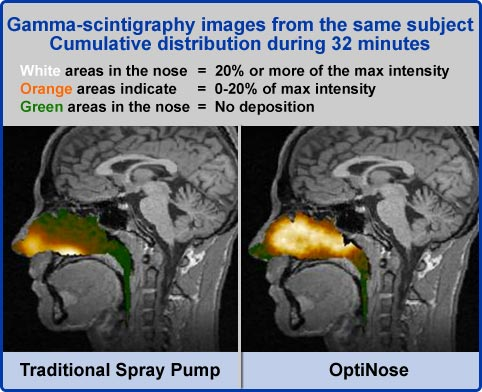 Gamma-scintigraphy images from the same subject
Cumulative distribution during 32 minutes
White areas in the nose = 20% or more of the max intensity
Orange areas indicate = 0-20% of max intensity
Green areas in the nose = No deposition
Traditional Spray Pump
OptiNose